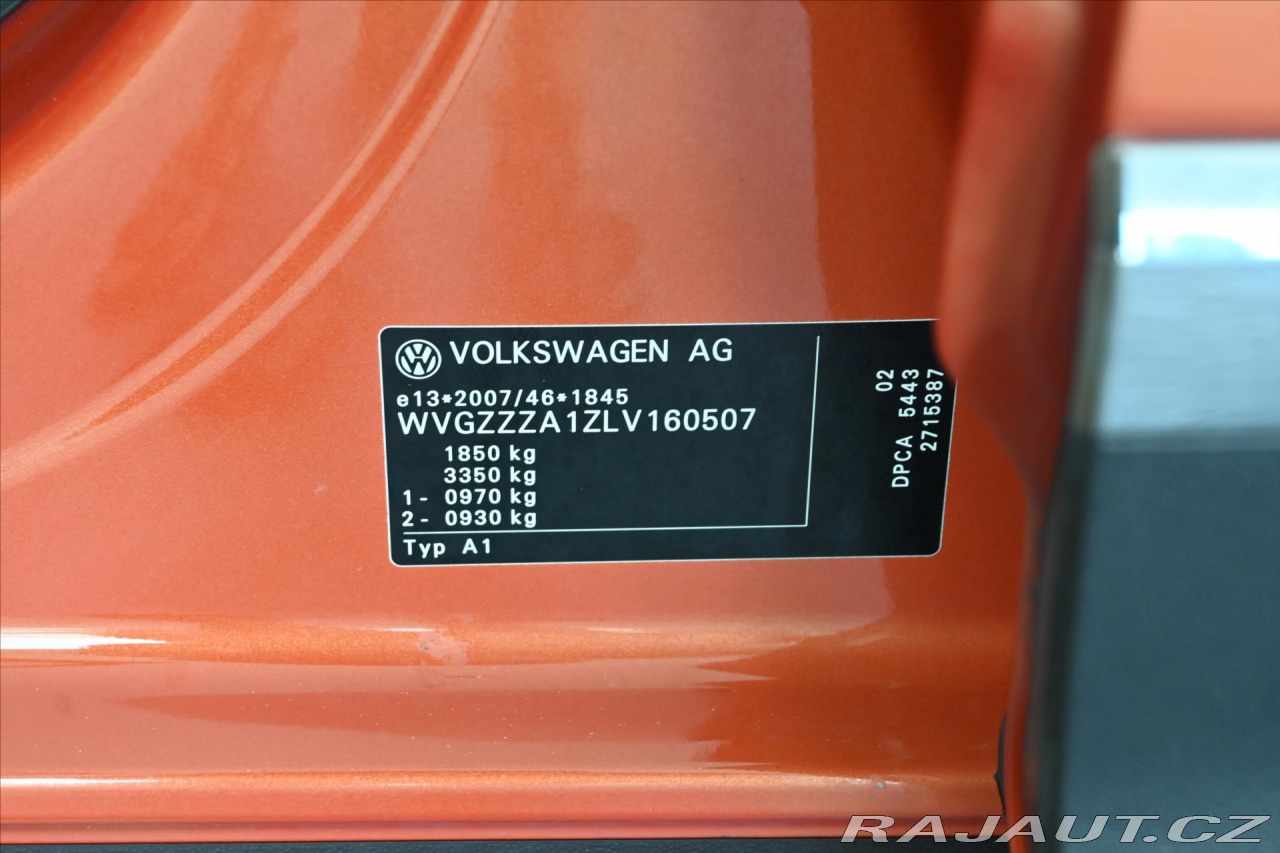 VOLKSWAGEN AG
e13*2007/46*1845
WVGZZZA1ZLV160507
1850 kg
3350 kg
1- 0970 kg
2- 0930 kg
Typ A1
02
DPCA 5443
2715387
RAJAUT.CZ